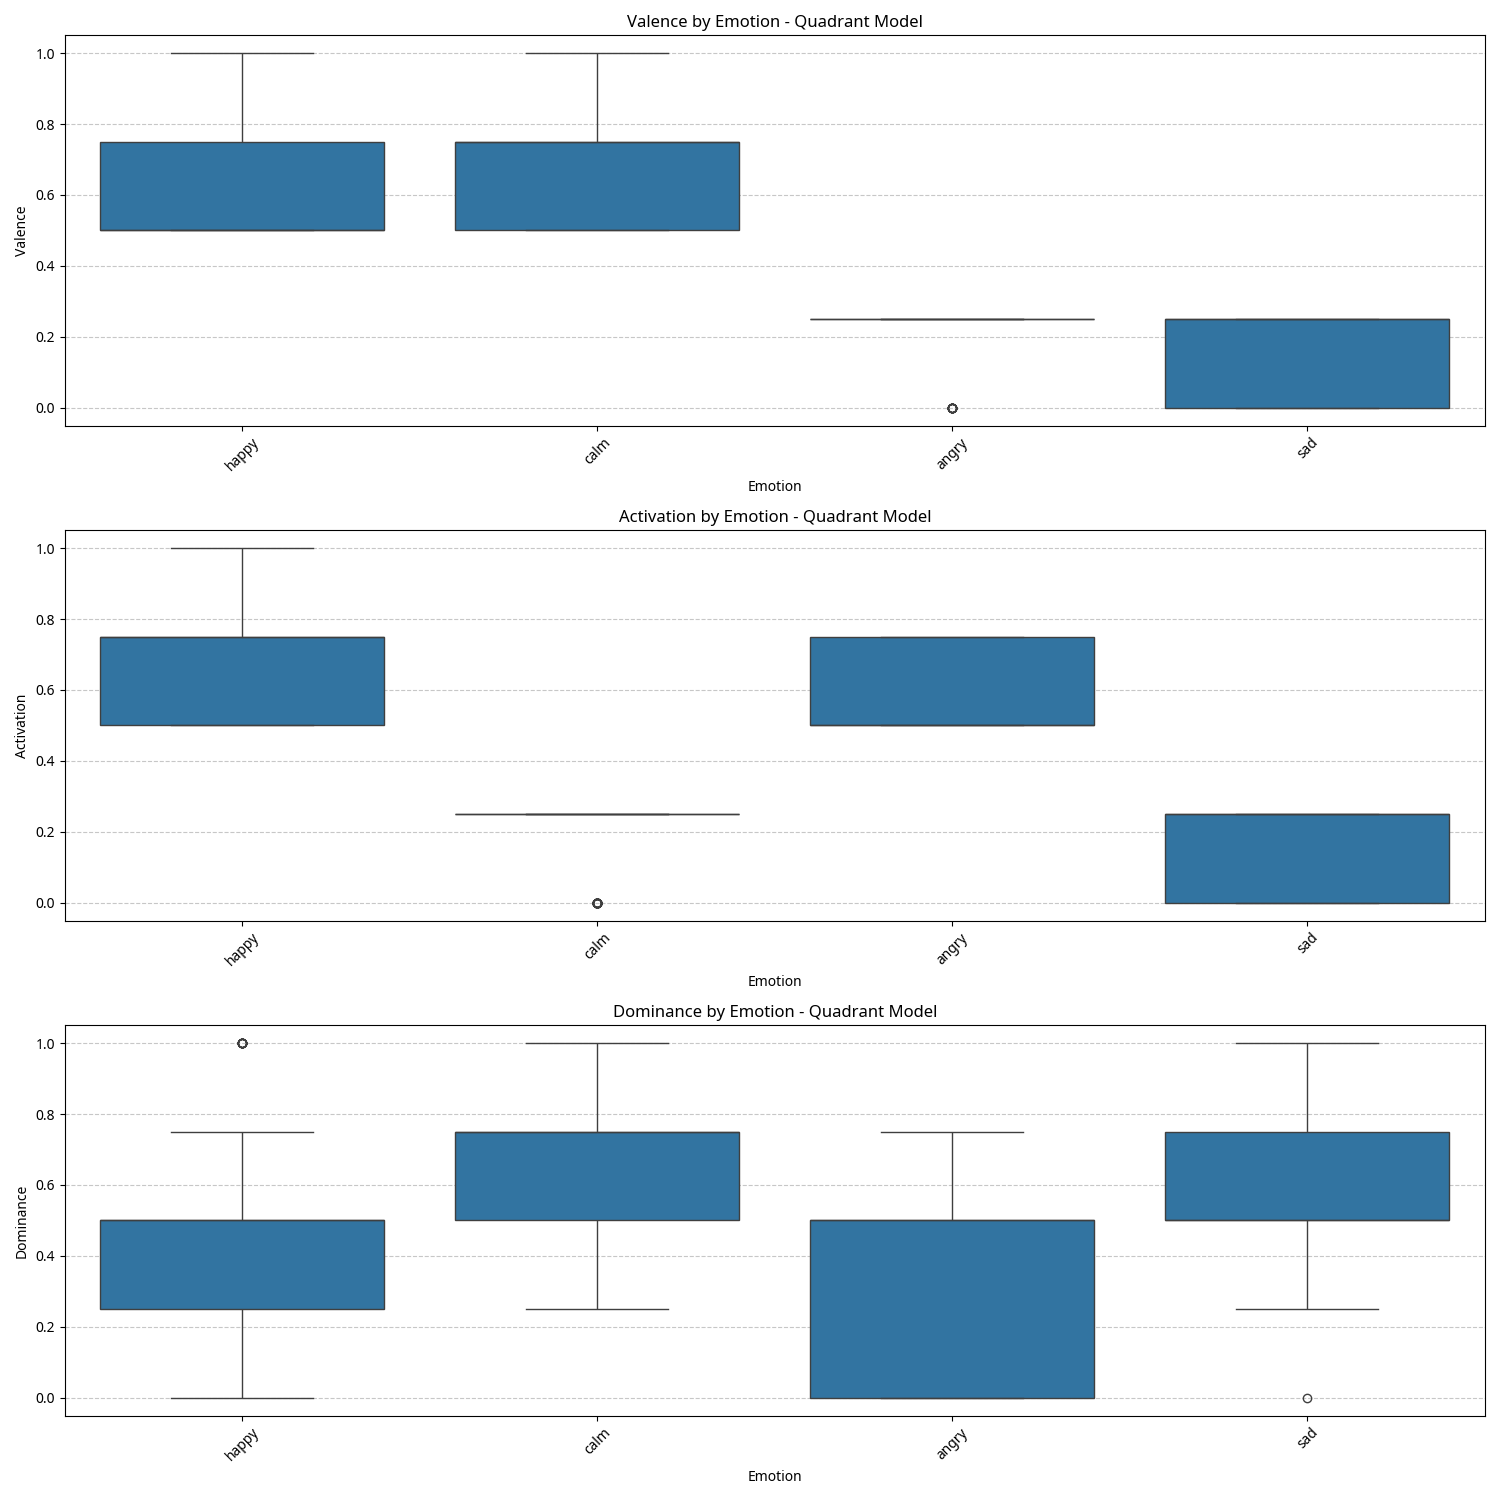 Valence by Emotion - Quadrant Model
1.0
0.8
0.6
0.4
0.2
0.0
Valence
happy
calm
angry
sad
Emotion
Activation by Emotion - Quadrant Model
1.0
0.8
0.6
0.4
0.2
0.0
Activation
happy
calm
angry
sad
Emotion
Dominance by Emotion - Quadrant Model
1.0
0.8
0.6
0.4
0.2
0.0
Dominance
happy
calm
angry
sad
Emotion